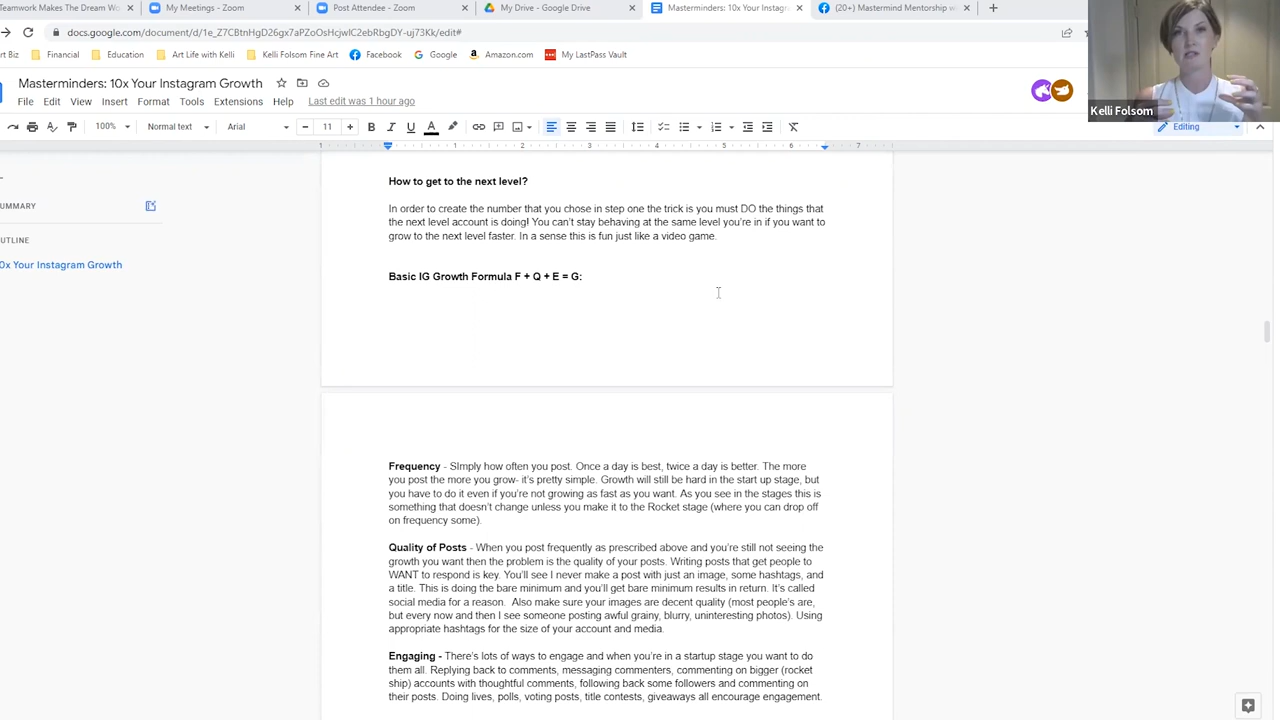 Teamwork Makes The Dream Wo
My Meetings - Zoom
Post Attendee - Zoom
My Drive - Google Drive
Masterminders: 10x Your Instagr
(20+) Mastermind Mentorship w
docs.google.com/document/d/1e_Z7CBtnHgD26gx7aPZoOsHcjwlC2ebRbgDY-uj73Kk/edit#
rt Biz
Financial
Education
Art Life with Kelli
Kelli Folsom Fine Art
Facebook
Google
Amazon.com
My LastPass Vault
Masterminders: 10x Your Instagram Growth
File Edit View Insert Format Tools Extensions Help Last edit was 1 hour ago
Kelli Folsom
100% Normal text Arial 11 B I U A
Editing
1 1 2 3 4 5 6 7
UMMARY
UTLINE
0x Your Instagram Growth
How to get to the next level?
In order to create the number that you chose in step one the trick is you must DO the things that
the next level account is doing! You can't stay behaving at the same level you're in if you want to
grow to the next level faster. In a sense this is fun just like a video game.
Basic IG Growth Formula F + Q + E = G:
Frequency - SImply how often you post. Once a day is best, twice a day is better. The more
you post the more you grow- it's pretty simple. Growth will still be hard in the start up stage, but
you have to do it even if you're not growing as fast as you want. As you see in the stages this is
something that doesn't change unless you make it to the Rocket stage (where you can drop off
on frequency some).
Quality of Posts - When you post frequently as prescribed above and you're still not seeing the
growth you want then the problem is the quality of your posts. Writing posts that get people to
WANT to respond is key. You'll see I never make a post with just an image, some hashtags, and
a title. This is doing the bare minimum and you'll get bare minimum results in return. It's called
social media for a reason. Also make sure your images are decent quality (most people's are,
but every now and then I see someone posting awful grainy, blurry, uninteresting photos). Using
appropriate hashtags for the size of your account and media.
Engaging - There's lots of ways to engage and when you're in a startup stage you want to do
them all. Replying back to comments, messaging commenters, commenting on bigger (rocket
ship) accounts with thoughtful comments, following back some followers and commenting on
their posts. Doing lives, polls, voting posts, title contests, giveaways all encourage engagement.